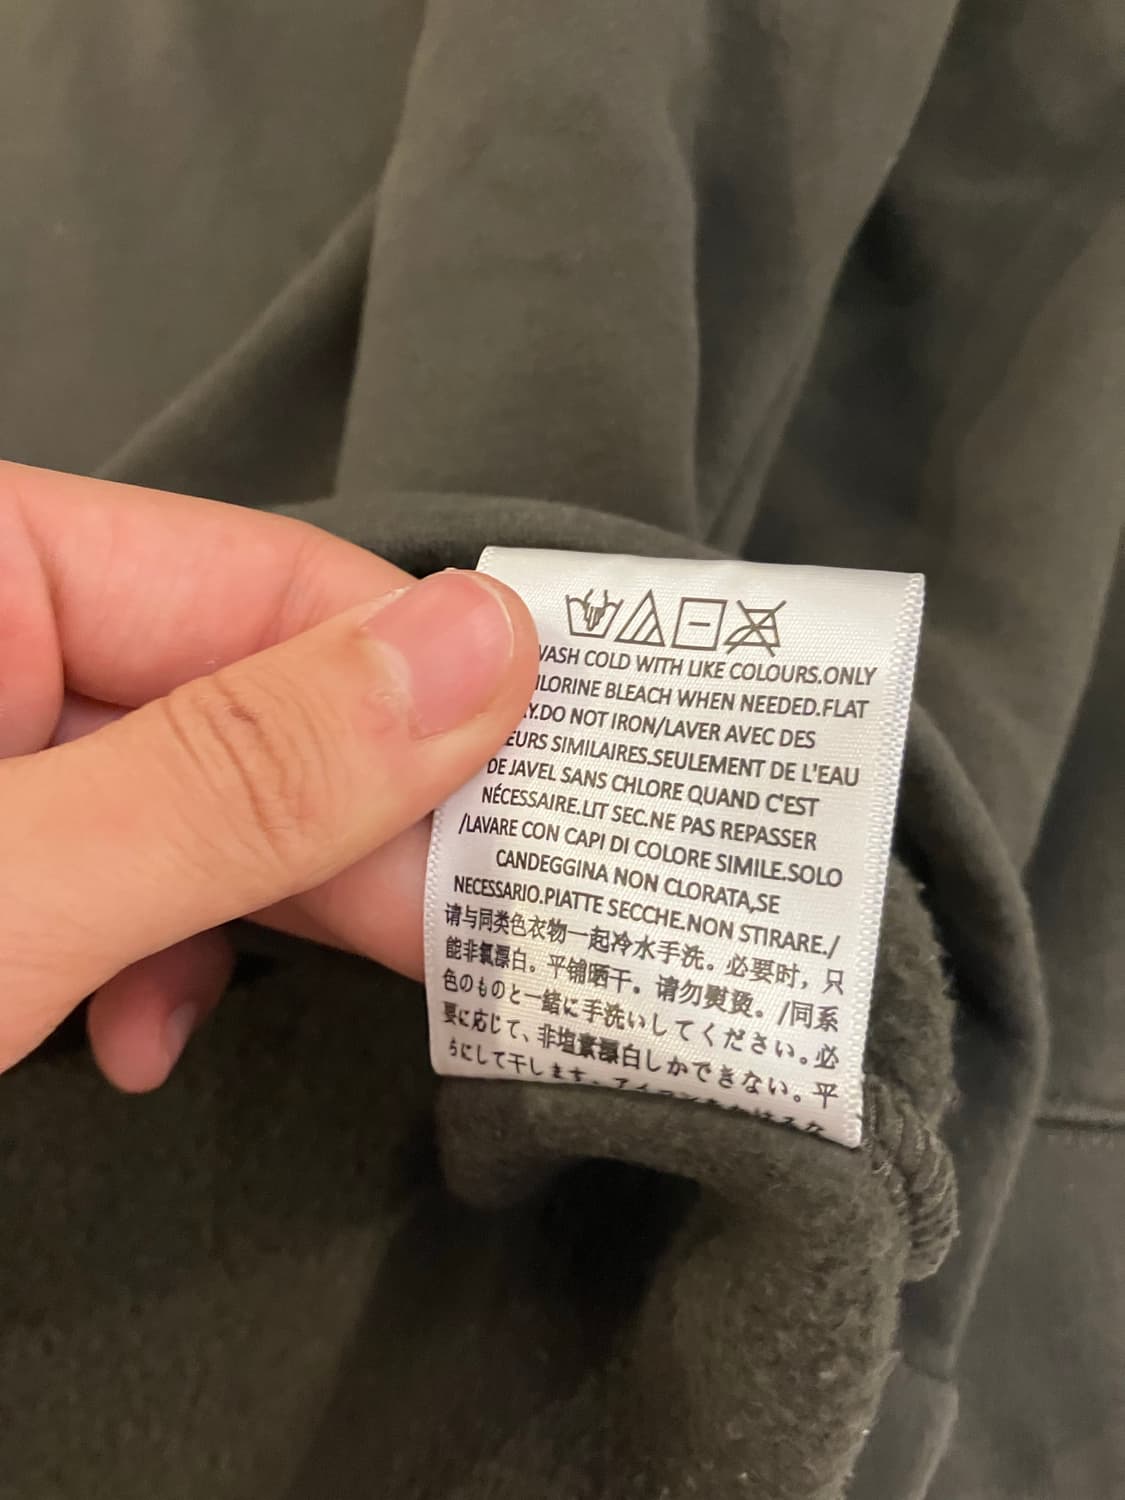 WASH COLD WITH LIKE COLOURS.ONLY
BLEACH WHEN NEEDED.FLAT
DO NOT IRON/LAVER AVEC DES
SIMILAIRES.SEULEMENT DE L'EAU
DE JAVEL SANS CHLORE QUAND C'EST
NÉCESSAIRE.LIT SEC.NE PAS REPASSER
/LAVARE CON CAPI DI COLORE SIMILE.SOLO
CANDEGGINA NON CLORATA,SE
NECESSARIO.PIATTE SECCHE.NON STIRARE./
请与同类色衣物一起冷水手洗。必要时，只
能非氯漂白。平铺晒干。请勿熨烫。/同系
色のものと一緒に手洗いしてください。必
要に応じて、非塩素漂白しかできない。平
らにして干します。